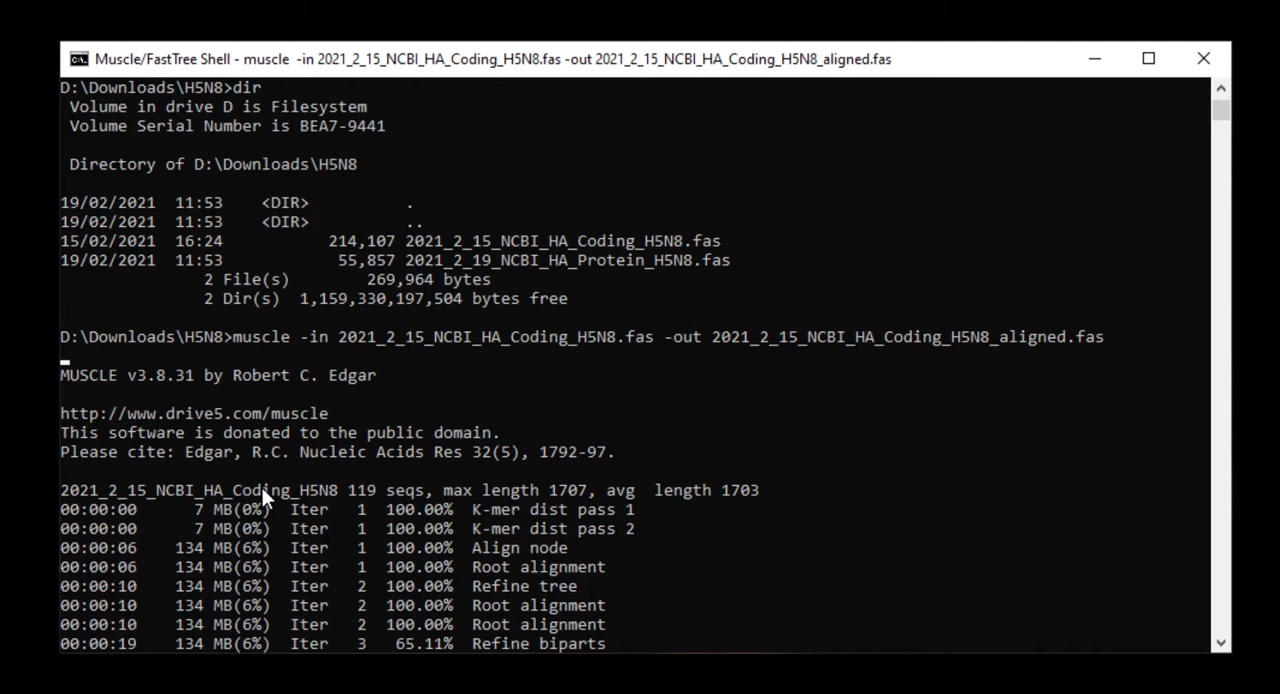 Muscle/FastTree Shell - muscle -in 2021_2_15_NCBI_HA_Coding_H5N8.fas -out 2021_2_15_NCBI_HA_Coding_H5N8_aligned.fas
D:\Downloads\H5N8>dir
Volume in drive D is Filesystem
Volume Serial Number is BEA7-9441
Directory of D:\Downloads\H5N8
19/02/2021 11:53 <DIR> .
19/02/2021 11:53 <DIR> ..
15/02/2021 16:24 214,107 2021_2_15_NCBI_HA_Coding_H5N8.fas
19/02/2021 11:53 55,857 2021_2_19_NCBI_HA_Protein_H5N8.fas
2 File(s) 269,964 bytes
2 Dir(s) 1,159,330,197,504 bytes free
D:\Downloads\H5N8>muscle -in 2021_2_15_NCBI_HA_Coding_H5N8.fas -out 2021_2_15_NCBI_HA_Coding_H5N8_aligned.fas
MUSCLE v3.8.31 by Robert C. Edgar
http://www.drive5.com/muscle
This software is donated to the public domain.
Please cite: Edgar, R.C. Nucleic Acids Res 32(5), 1792-97.
2021_2_15_NCBI_HA_Coding_H5N8 119 seqs, max length 1707, avg length 1703
00:00:00 7 MB(0%) Iter 1 100.00% K-mer dist pass 1
00:00:00 7 MB(0%) Iter 1 100.00% K-mer dist pass 2
00:00:06 134 MB(6%) Iter 1 100.00% Align node
00:00:06 134 MB(6%) Iter 1 100.00% Root alignment
00:00:10 134 MB(6%) Iter 2 100.00% Refine tree
00:00:10 134 MB(6%) Iter 2 100.00% Root alignment
00:00:10 134 MB(6%) Iter 2 100.00% Root alignment
00:00:19 134 MB(6%) Iter 3 65.11% Refine biparts